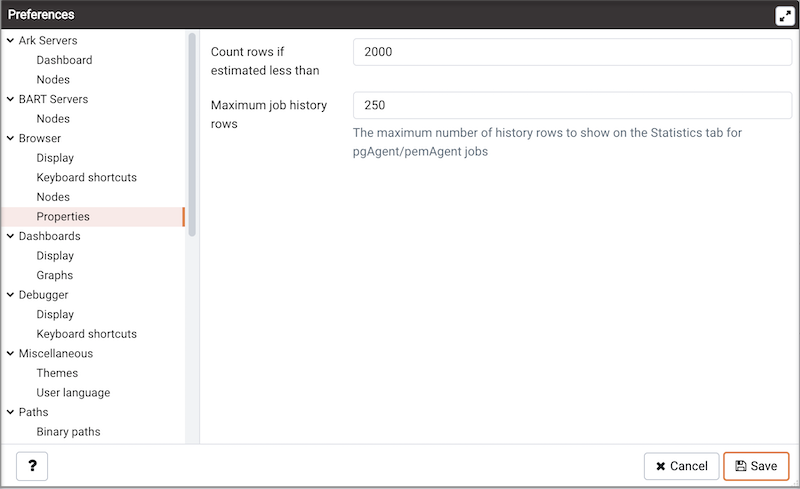 Preferences
Ark Servers
Dashboard
Nodes
BART Servers
Nodes
Browser
Display
Keyboard shortcuts
Nodes
Properties
Dashboards
Display
Graphs
Debugger
Display
Keyboard shortcuts
Miscellaneous
Themes
User language
Paths
Binary paths
Count rows if
estimated less than
2000
Maximum job history
rows
250
The maximum number of history rows to show on the Statistics tab for
pgAgent/pemAgent jobs
?
Cancel
Save